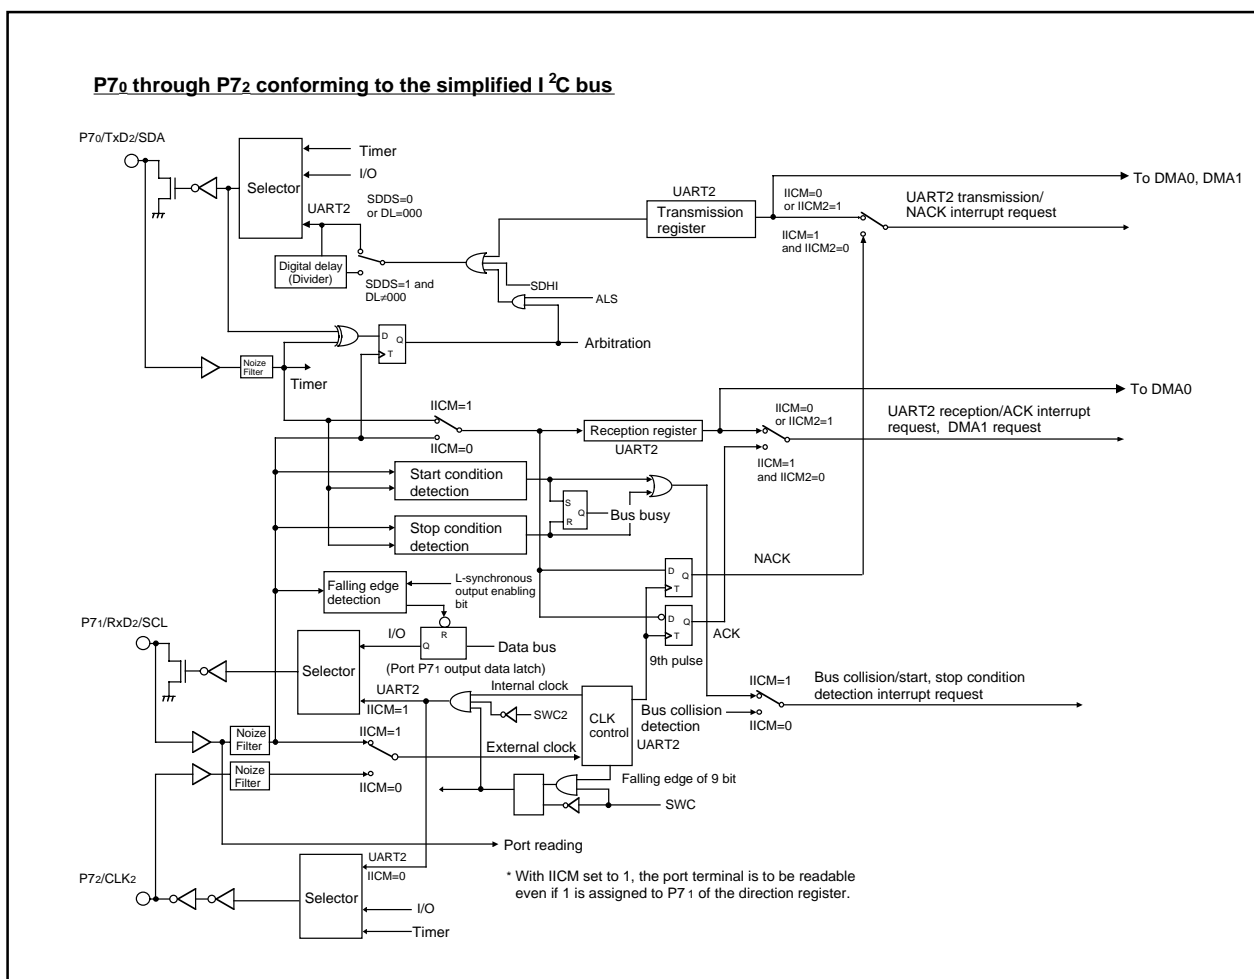 P70 through P72 conforming to the simplified I 2C bus
P70/TxD2/SDA
Timer
I/O
Selector
UART2
SDDS=0
or DL=000
Digital delay
(Divider)
SDDS=1 and
DL≠000
UART2
Transmission
register
SDHI
ALS
To DMA0, DMA1
IICM=0
or IICM2=1
UART2 transmission/
NACK interrupt request
IICM=1
and IICM2=0
D
Q
T
Arbitration
Noize
Filter
Timer
To DMA0
IICM=1
IICM=0
Reception register
UART2
IICM=0
or IICM2=1
UART2 reception/ACK interrupt
request, DMA1 request
IICM=1
and IICM2=0
Start condition
detection
S
Q
R
Bus busy
Stop condition
detection
NACK
D
Q
T
Falling edge
detection
L-synchronous
output enabling
bit
D
Q
T
ACK
9th pulse
P71/RxD2/SCL
I/O
R
Q
Data bus
(Port P71 output data latch)
Selector
UART2
IICM=1
Internal clock
SWC2
CLK
control
UART2
Bus collision
detection
IICM=1
IICM=0
Bus collision/start, stop condition
detection interrupt request
Noize
Filter
IICM=1
External clock
Noize
Filter
IICM=0
Falling edge of 9 bit
SWC
Port reading
P72/CLK2
UART2
IICM=0
Selector
I/O
Timer
* With IICM set to 1, the port terminal is to be readable
even if 1 is assigned to P71 of the direction register.